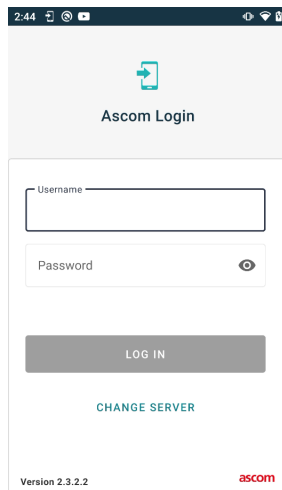 2:44
Ascom Login
Username
Password
LOG IN
CHANGE SERVER
Version 2.3.2.2
ascom